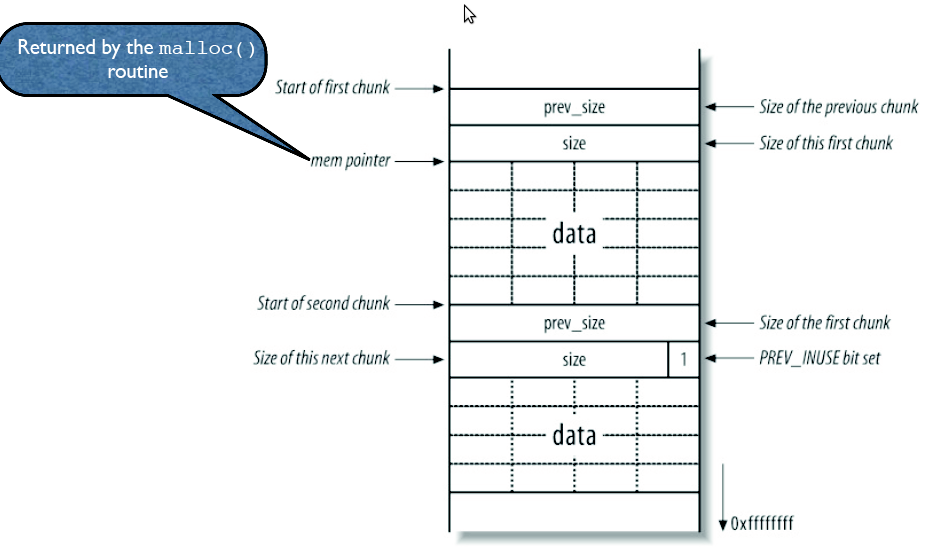 Returned by the malloc()
routine
Start of first chunk
prev_size
Size of the previous chunk
size
Size of this first chunk
mem pointer
data
Start of second chunk
prev_size
Size of the first chunk
Size of this next chunk
size
1
PREV_INUSE bit set
data
0xffffffff